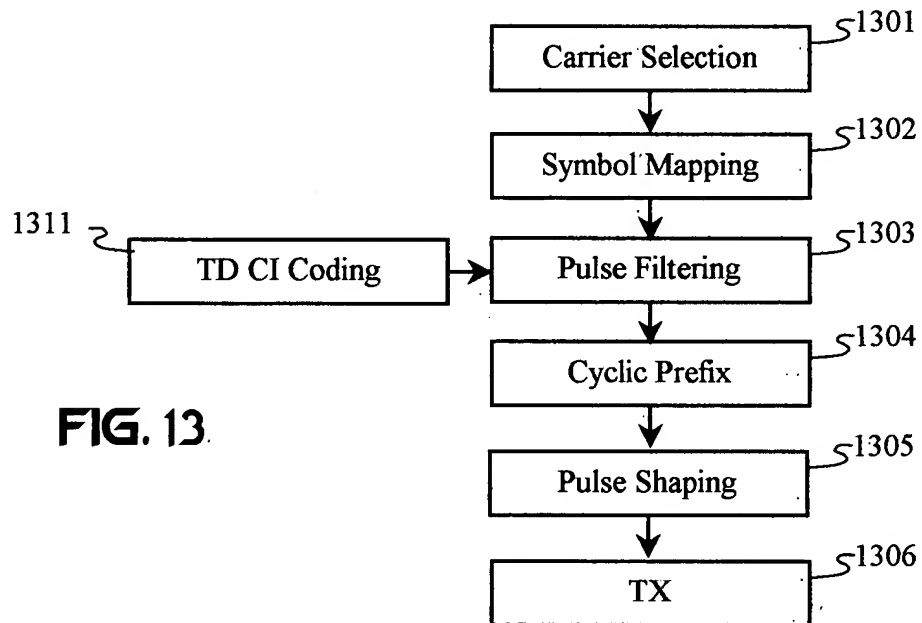 1301
Carrier Selection
1302
Symbol Mapping
1311
1303
TD CI Coding
Pulse Filtering
1304
Cyclic Prefix
FIG. 13
1305
Pulse Shaping
1306
TX